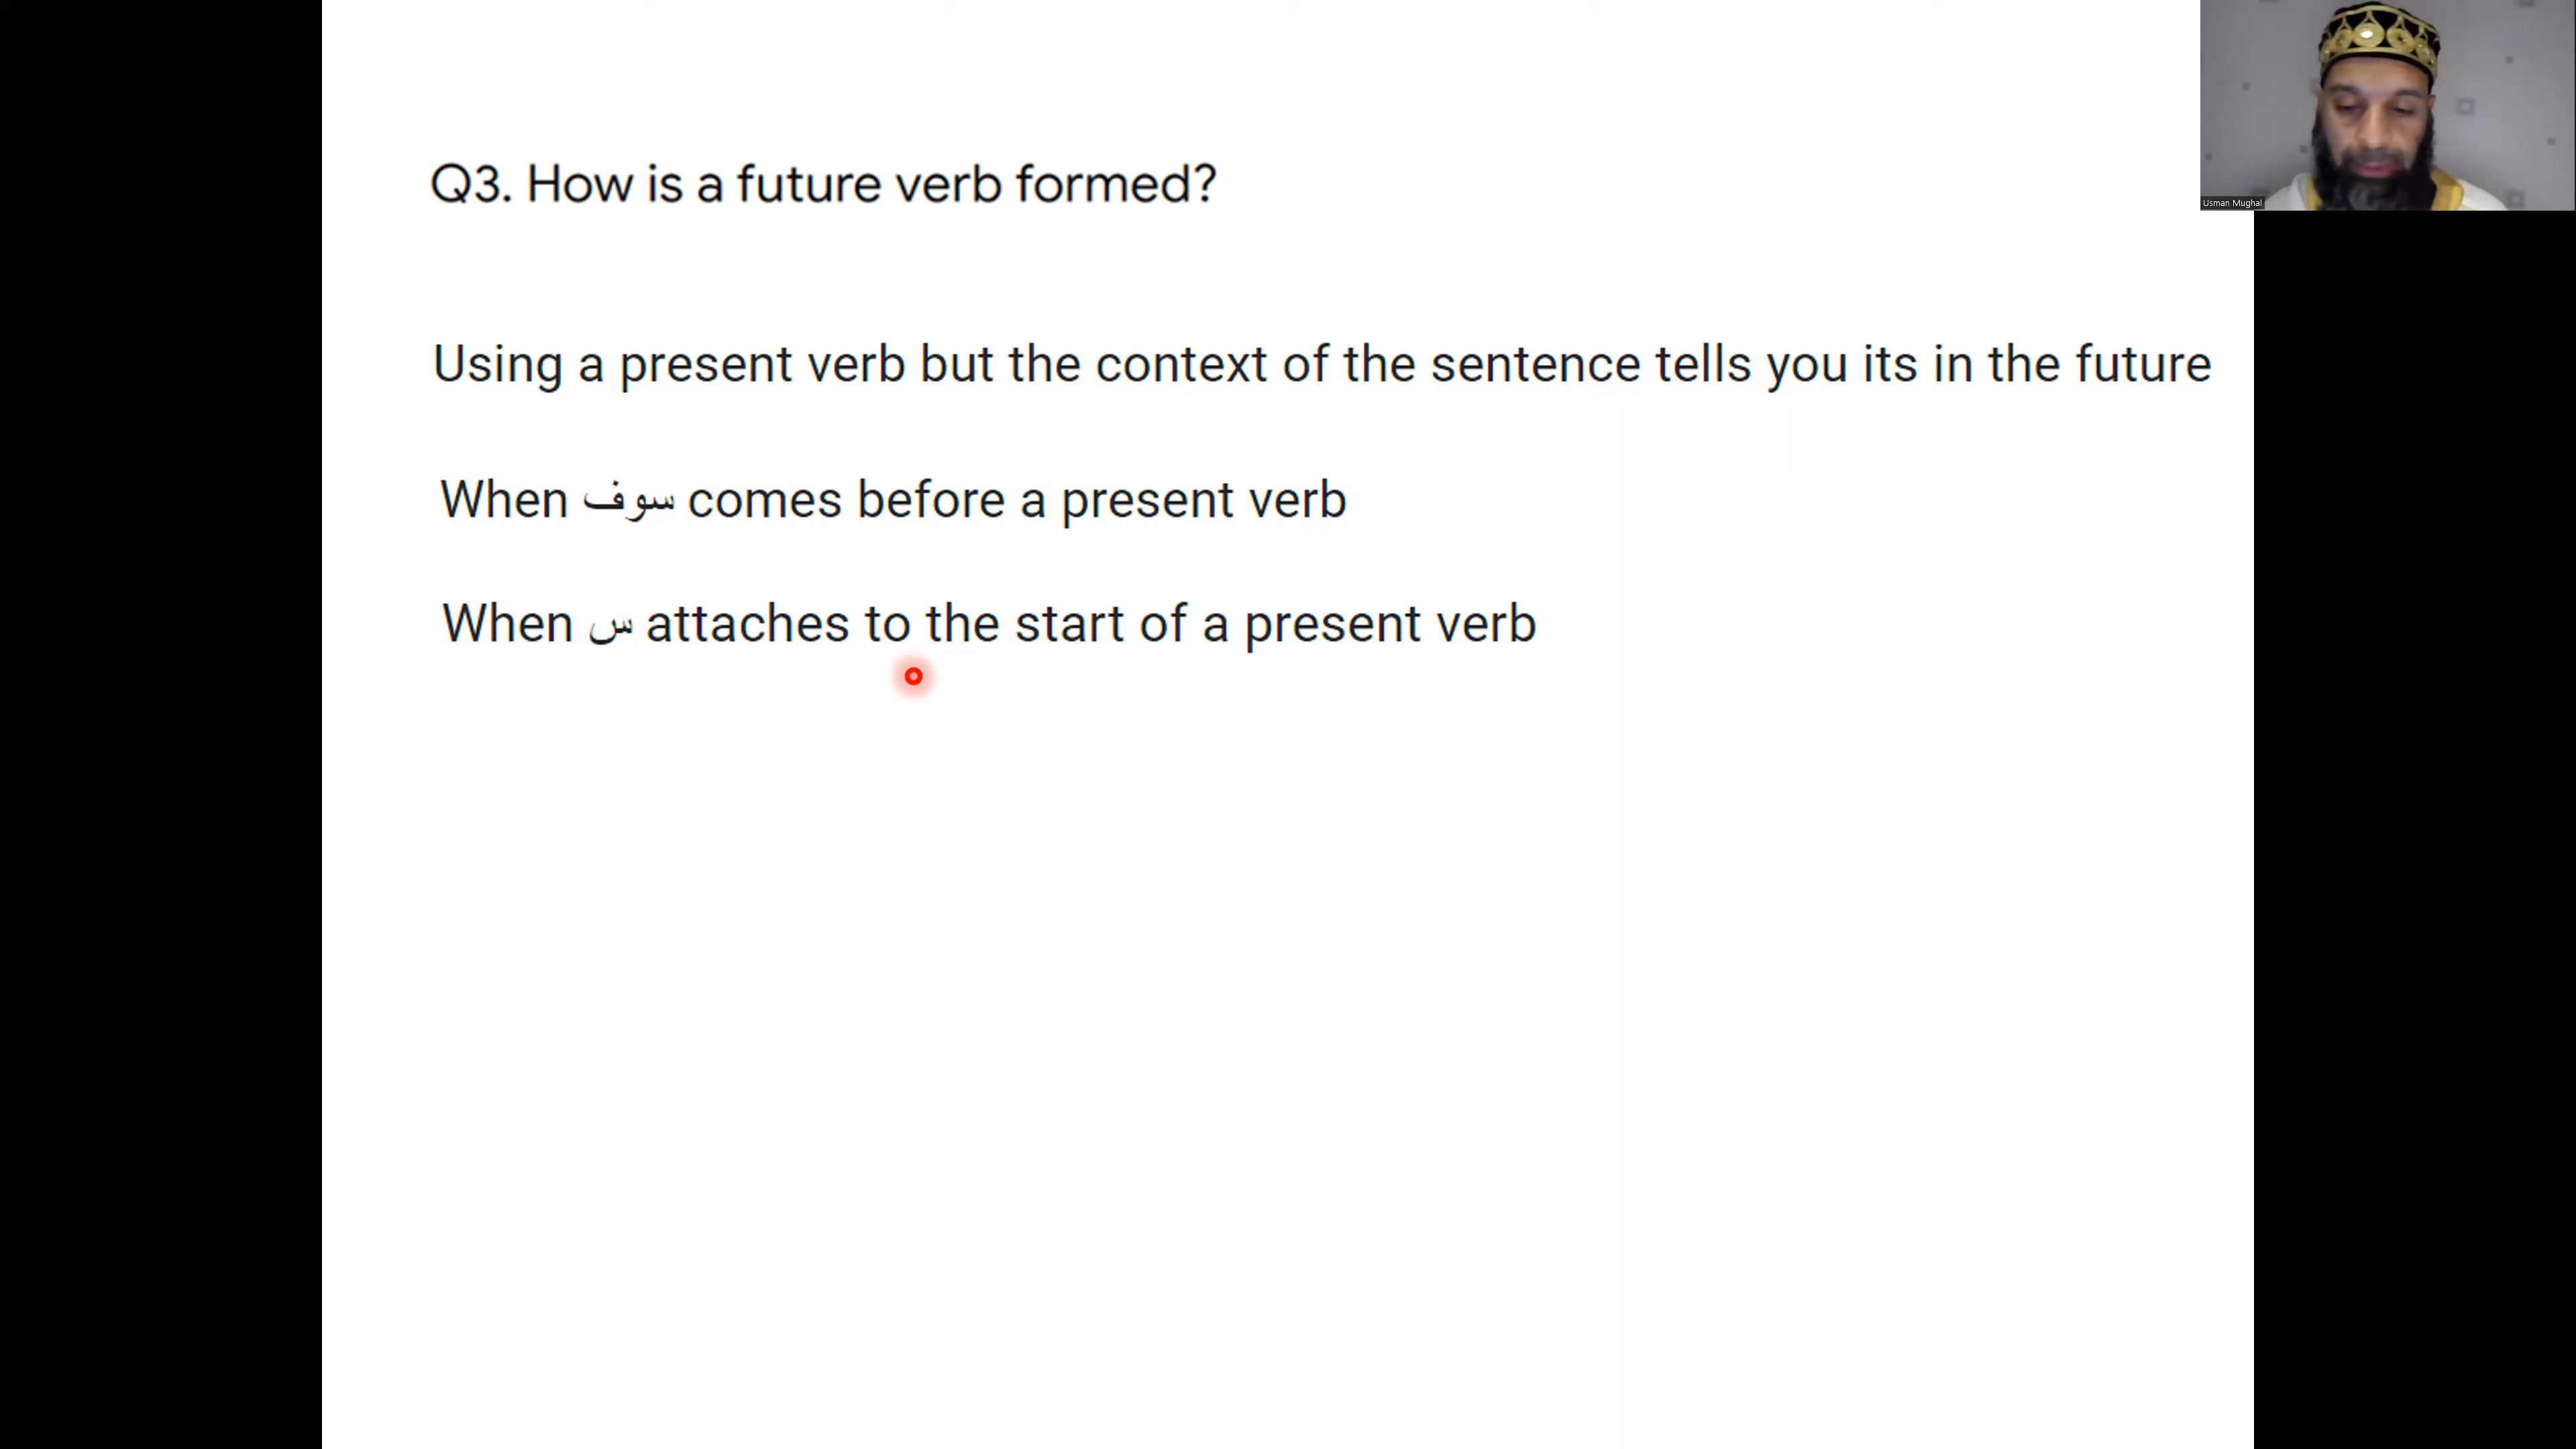 Q3. How is a future verb formed?
Usman Mughal
Using a present verb but the context of the sentence tells you its in the future
When سوف comes before a present verb
When س attaches to the start of a present verb